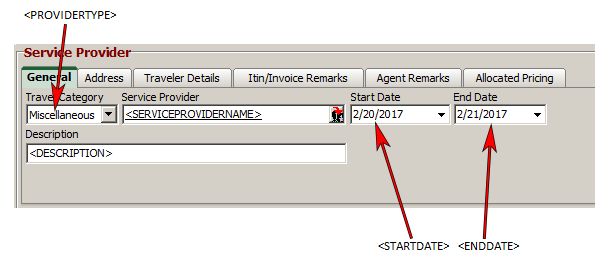 <PROVIDERTYPE>
Service Provider
General Address Traveler Details Itin/Invoice Remarks Agent Remarks Allocated Pricing
Travel Category Service Provider Start Date End Date
Miscellaneous <SERVICEPROVIDERNAME> 2/20/2017 2/21/2017
Description
<DESCRIPTION>
<STARTDATE> <ENDDATE>